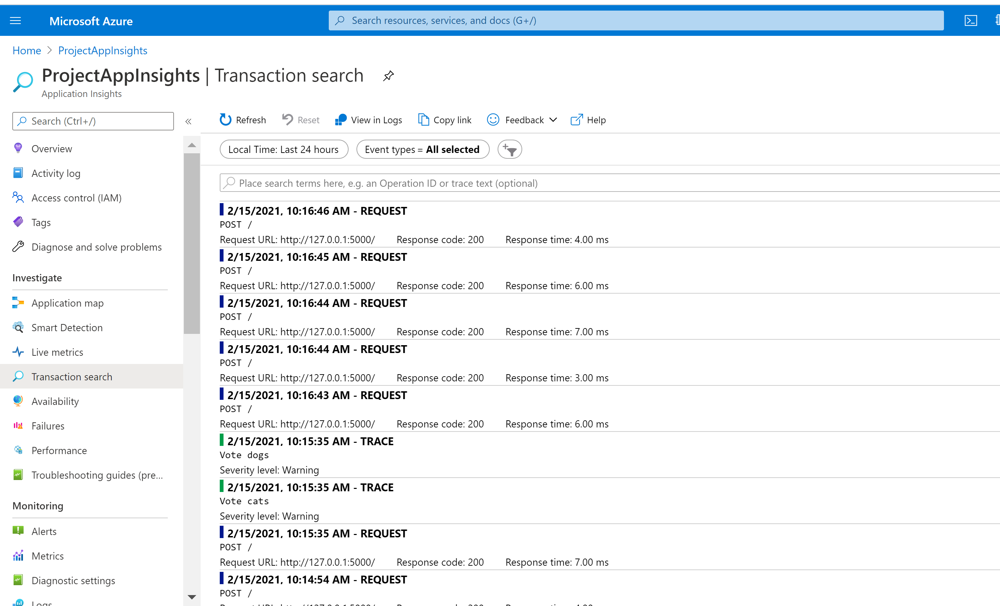 Microsoft Azure
Search resources, services, and docs (G+/)
Home > ProjectAppInsights
ProjectAppInsights | Transaction search
Application Insights
Search (Ctrl+/)
«
Refresh
Reset
View in Logs
Copy link
Feedback
Help
Overview
Activity log
Access control (IAM)
Tags
Diagnose and solve problems
Investigate
Application map
Smart Detection
Live metrics
Transaction search
Availability
Failures
Performance
Troubleshooting guides (pre...
Monitoring
Alerts
Metrics
Diagnostic settings
Logs
Local Time: Last 24 hours
Event types = All selected
Place search terms here, e.g. an Operation ID or trace text (optional)
2/15/2021, 10:16:46 AM - REQUEST
POST /
Request URL: http://127.0.0.1:5000/ Response code: 200 Response time: 4.00 ms
2/15/2021, 10:16:45 AM - REQUEST
POST /
Request URL: http://127.0.0.1:5000/ Response code: 200 Response time: 6.00 ms
2/15/2021, 10:16:44 AM - REQUEST
POST /
Request URL: http://127.0.0.1:5000/ Response code: 200 Response time: 7.00 ms
2/15/2021, 10:16:44 AM - REQUEST
POST /
Request URL: http://127.0.0.1:5000/ Response code: 200 Response time: 3.00 ms
2/15/2021, 10:16:43 AM - REQUEST
POST /
Request URL: http://127.0.0.1:5000/ Response code: 200 Response time: 6.00 ms
2/15/2021, 10:15:35 AM - TRACE
Vote dogs
Severity level: Warning
2/15/2021, 10:15:35 AM - TRACE
Vote cats
Severity level: Warning
2/15/2021, 10:15:35 AM - REQUEST
POST /
Request URL: http://127.0.0.1:5000/ Response code: 200 Response time: 7.00 ms
2/15/2021, 10:14:54 AM - REQUEST
POST /